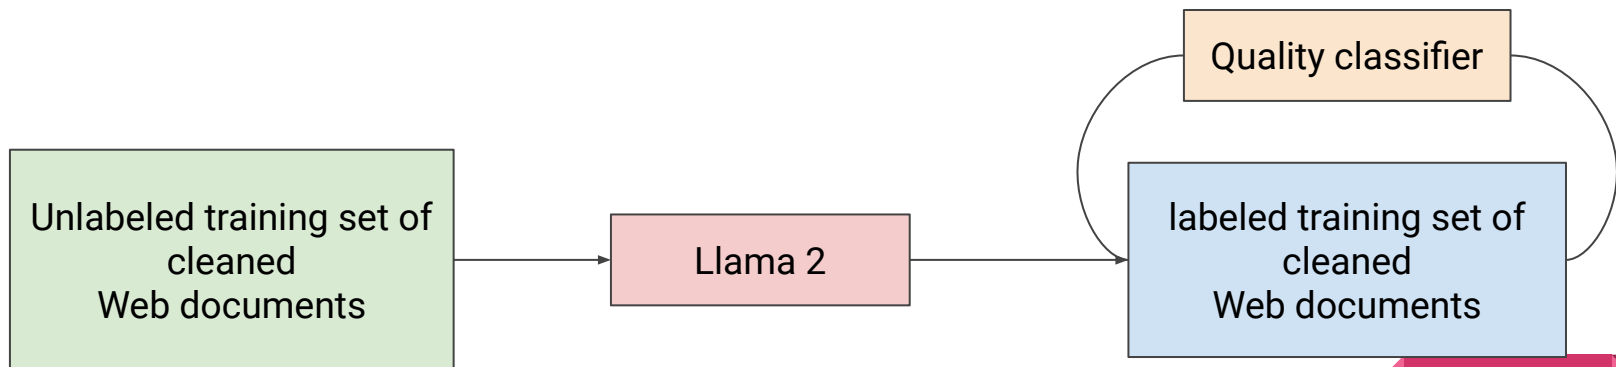 Quality classifier
Unlabeled training set of
cleaned
Web documents
Llama 2
labeled training set of
cleaned
Web documents